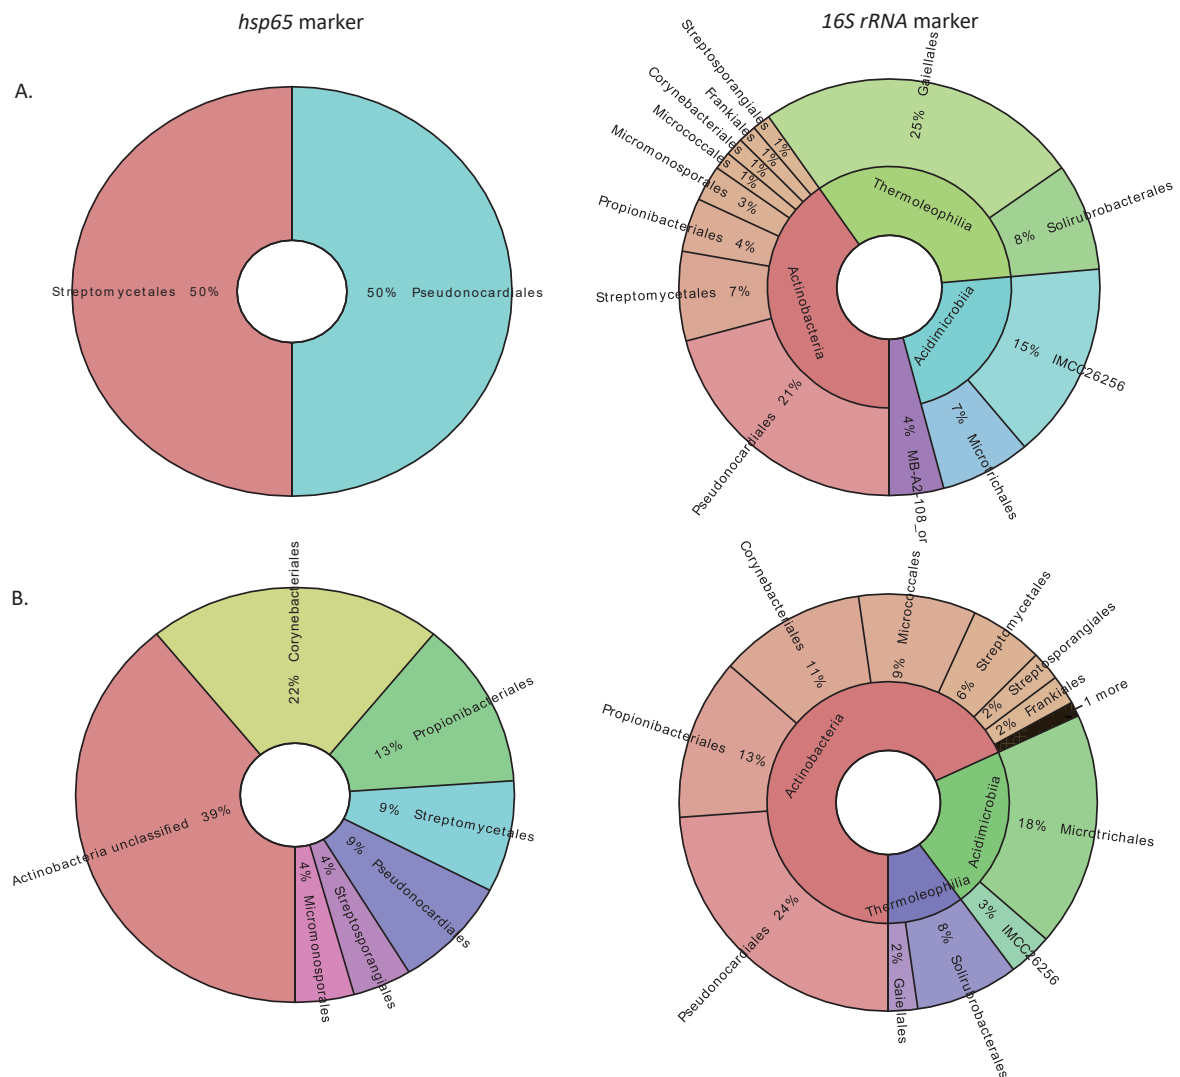 hsp65 marker
16S rRNA marker
A.
Streptomycetales 50%
50% Pseudonocardiales
Streptosporangiales 1%
Frankiales 1%
Corynebacteriales 1%
Micrococcales 1%
Micromonosporales 3%
Propionibacteriales 4%
Streptomycetales 7%
Pseudonocardiales 21%
25% Gaiellales
8% Solirubrobacterales
15% IMCC26256
7% Microtrichales
4% MB-A2-108_or
Thermoleophilia
Actinobacteria
Acidimicrobiia
B.
22% Corynebacteriales
13% Propionibacteriales
9% Streptomycetales
9% Pseudonocardiales
4% Streptosporangiales
4% Micromonosporales
Actinobacteria unclassified 39%
Corynebacteriales 11%
9% Micrococcales
6% Streptomycetales
2% Streptosporangiales
2% Frankiales
1 more
Propionibacteriales 13%
Pseudonocardiales 24%
18% Microtrichales
3% IMCC26256
8% Solirubrobacterales
2% Gaiellales
Actinobacteria
Acidimicrobiia
Thermoleophilia